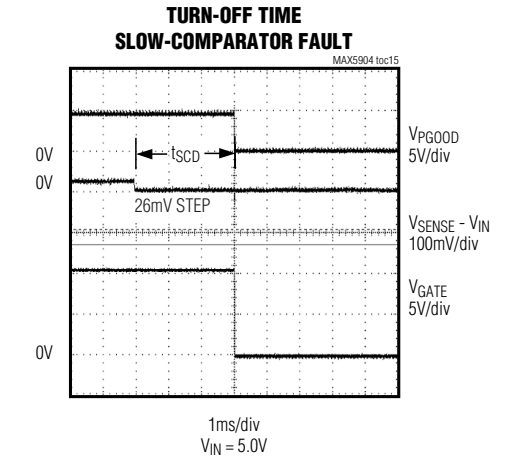 TURN-OFF TIME
SLOW-COMPARATOR FAULT
MAX5904 toc15
VPGOOD
5V/div
0V
tSCD
0V
26mV STEP
VSENSE - VIN
100mV/div
VGATE
5V/div
0V
1ms/div
VIN = 5.0V